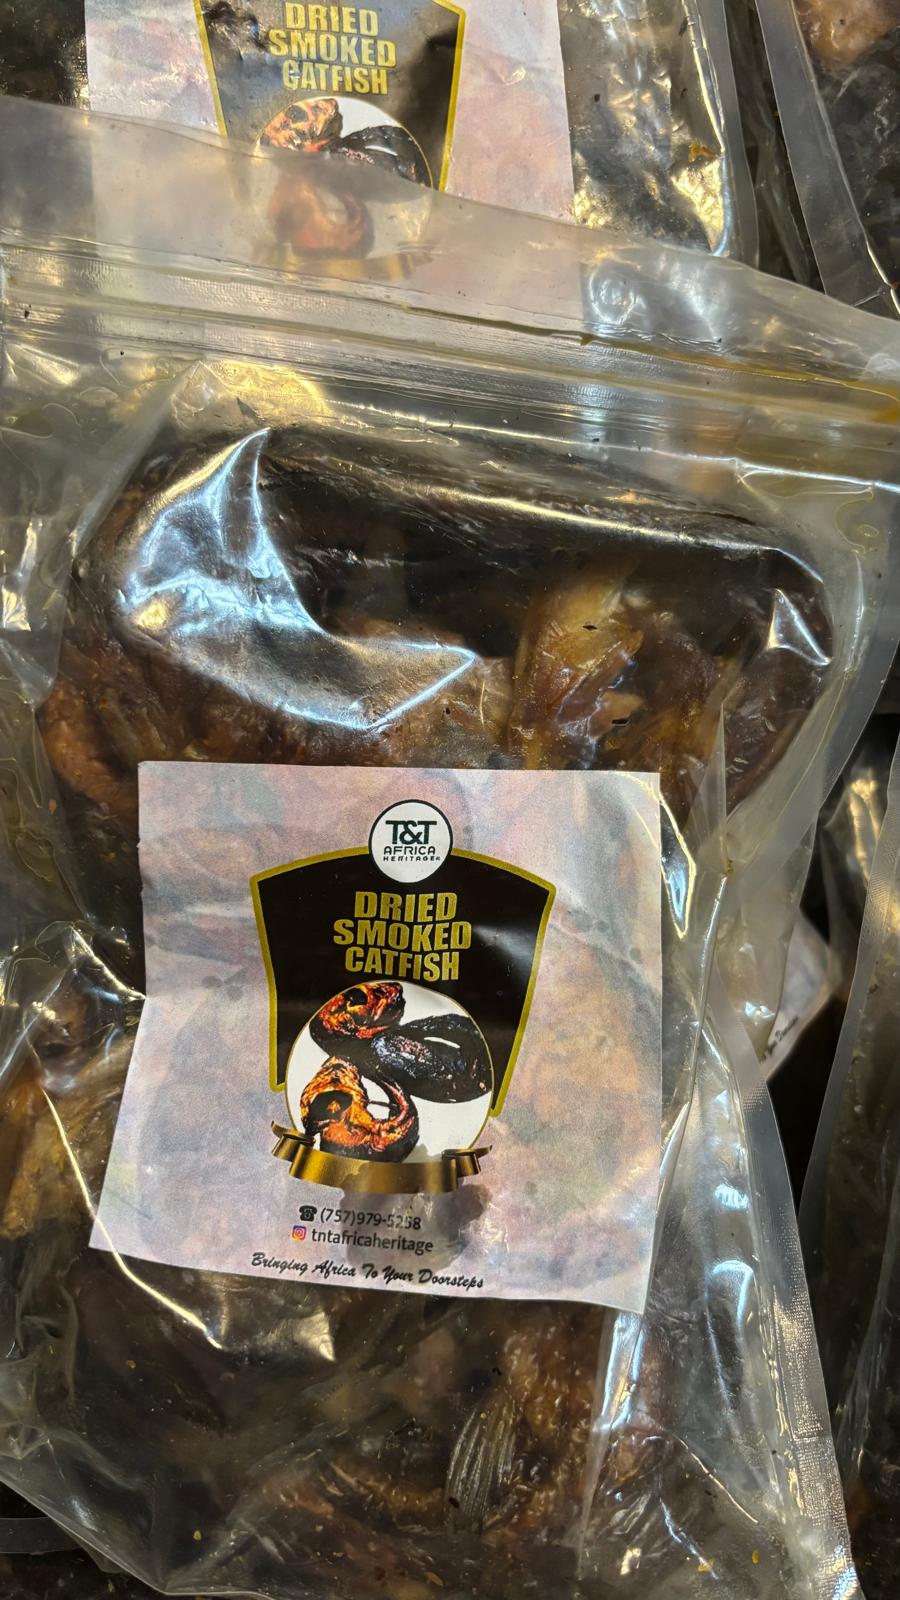 DRIED
SMOKED
CATFISH
T&T
AFRICA
HERITAGE
DRIED
SMOKED
CATFISH
(757)979-5258
tntafricaheritage
Bringing Africa To Your Doorsteps